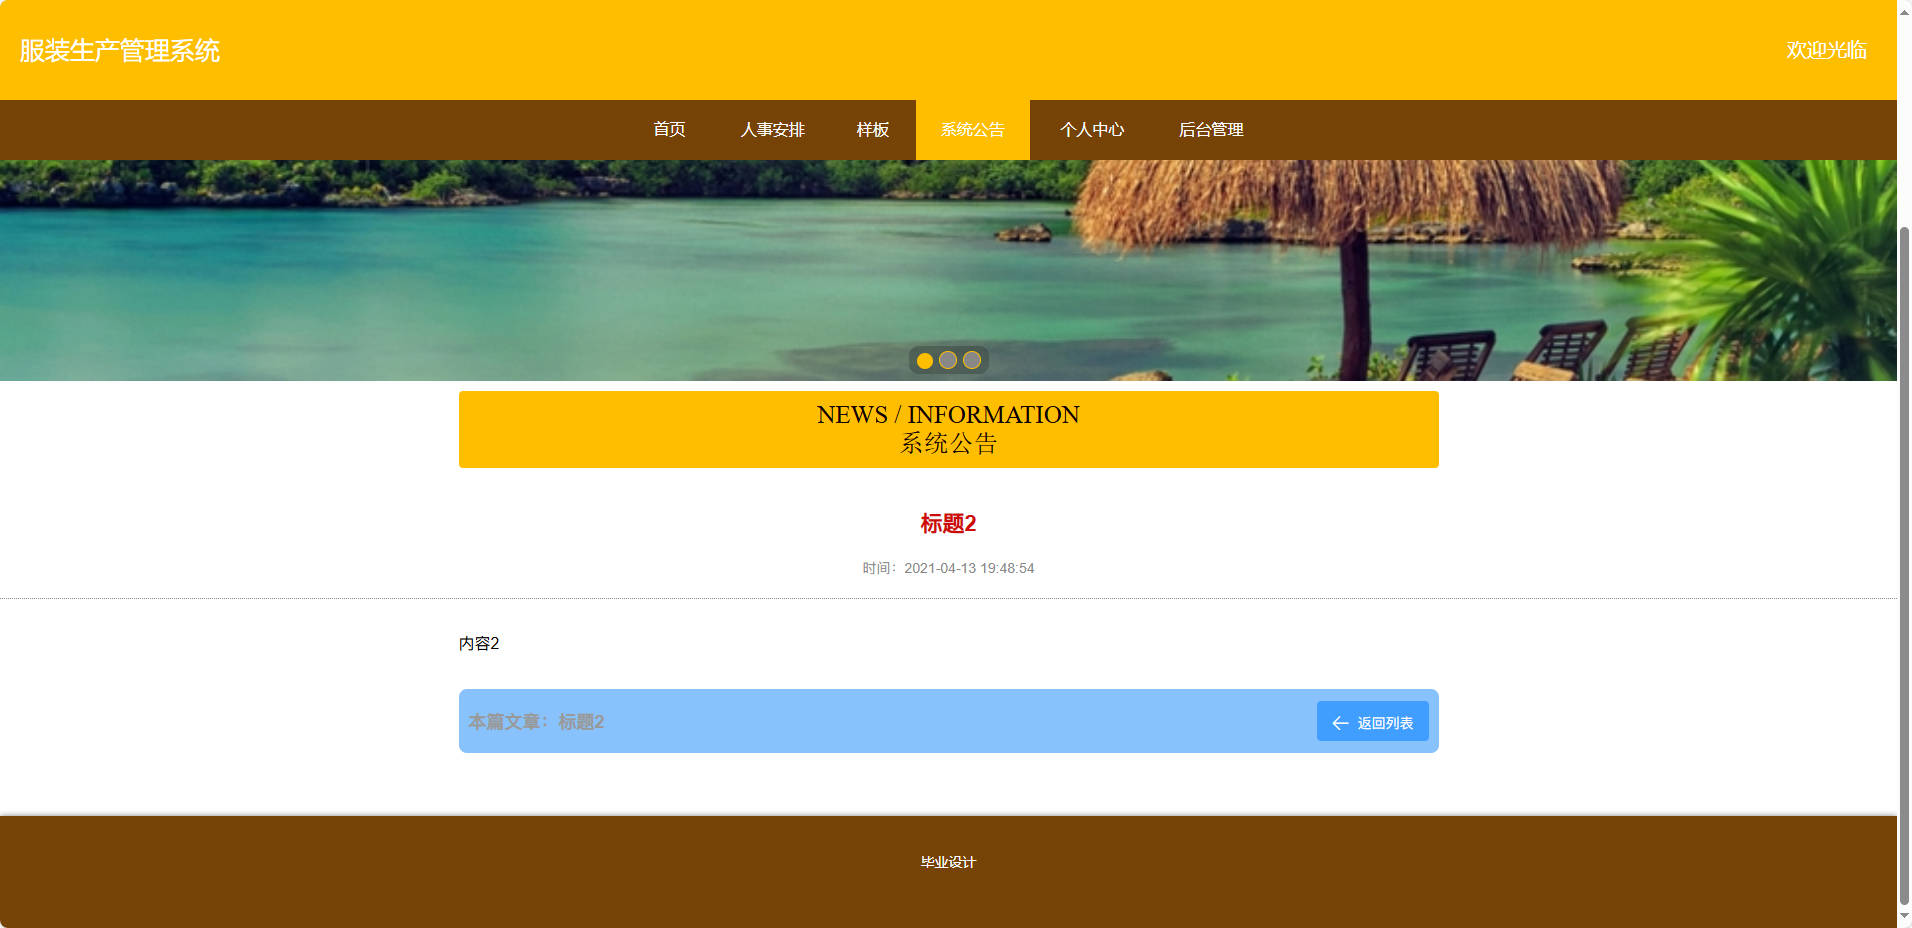 服装生产管理系统
欢迎光临
首页 人事安排 样板 系统公告 个人中心 后台管理
NEWS / INFORMATION
系统公告
标题2
时间：2021-04-13 19:48:54
内容2
本篇文章：标题2
返回列表
毕业设计